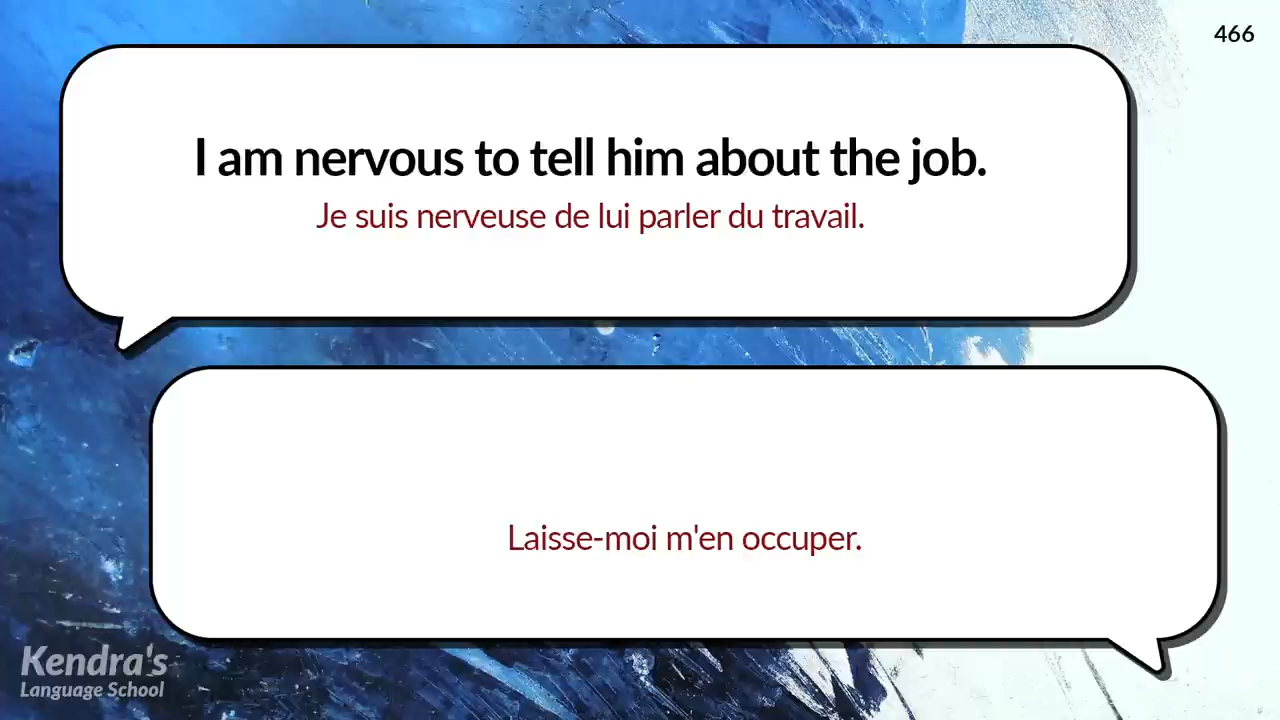 466
I am nervous to tell him about the job.
Je suis nerveuse de lui parler du travail.
Laisse-moi m'en occuper.
Kendra's
Language School